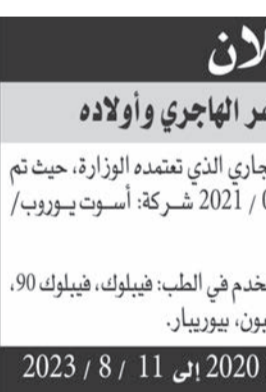 لان
ر الهاجري وأولاده
جاري الذي تعتمده الوزارة، حيث تم
/ 2021 شركة: أسوت يوروب/
خدم في الطب: فيبلوك، فيبلوك 90،
بون، بيوريبار.
2020 إلى 11 / 8 / 2023